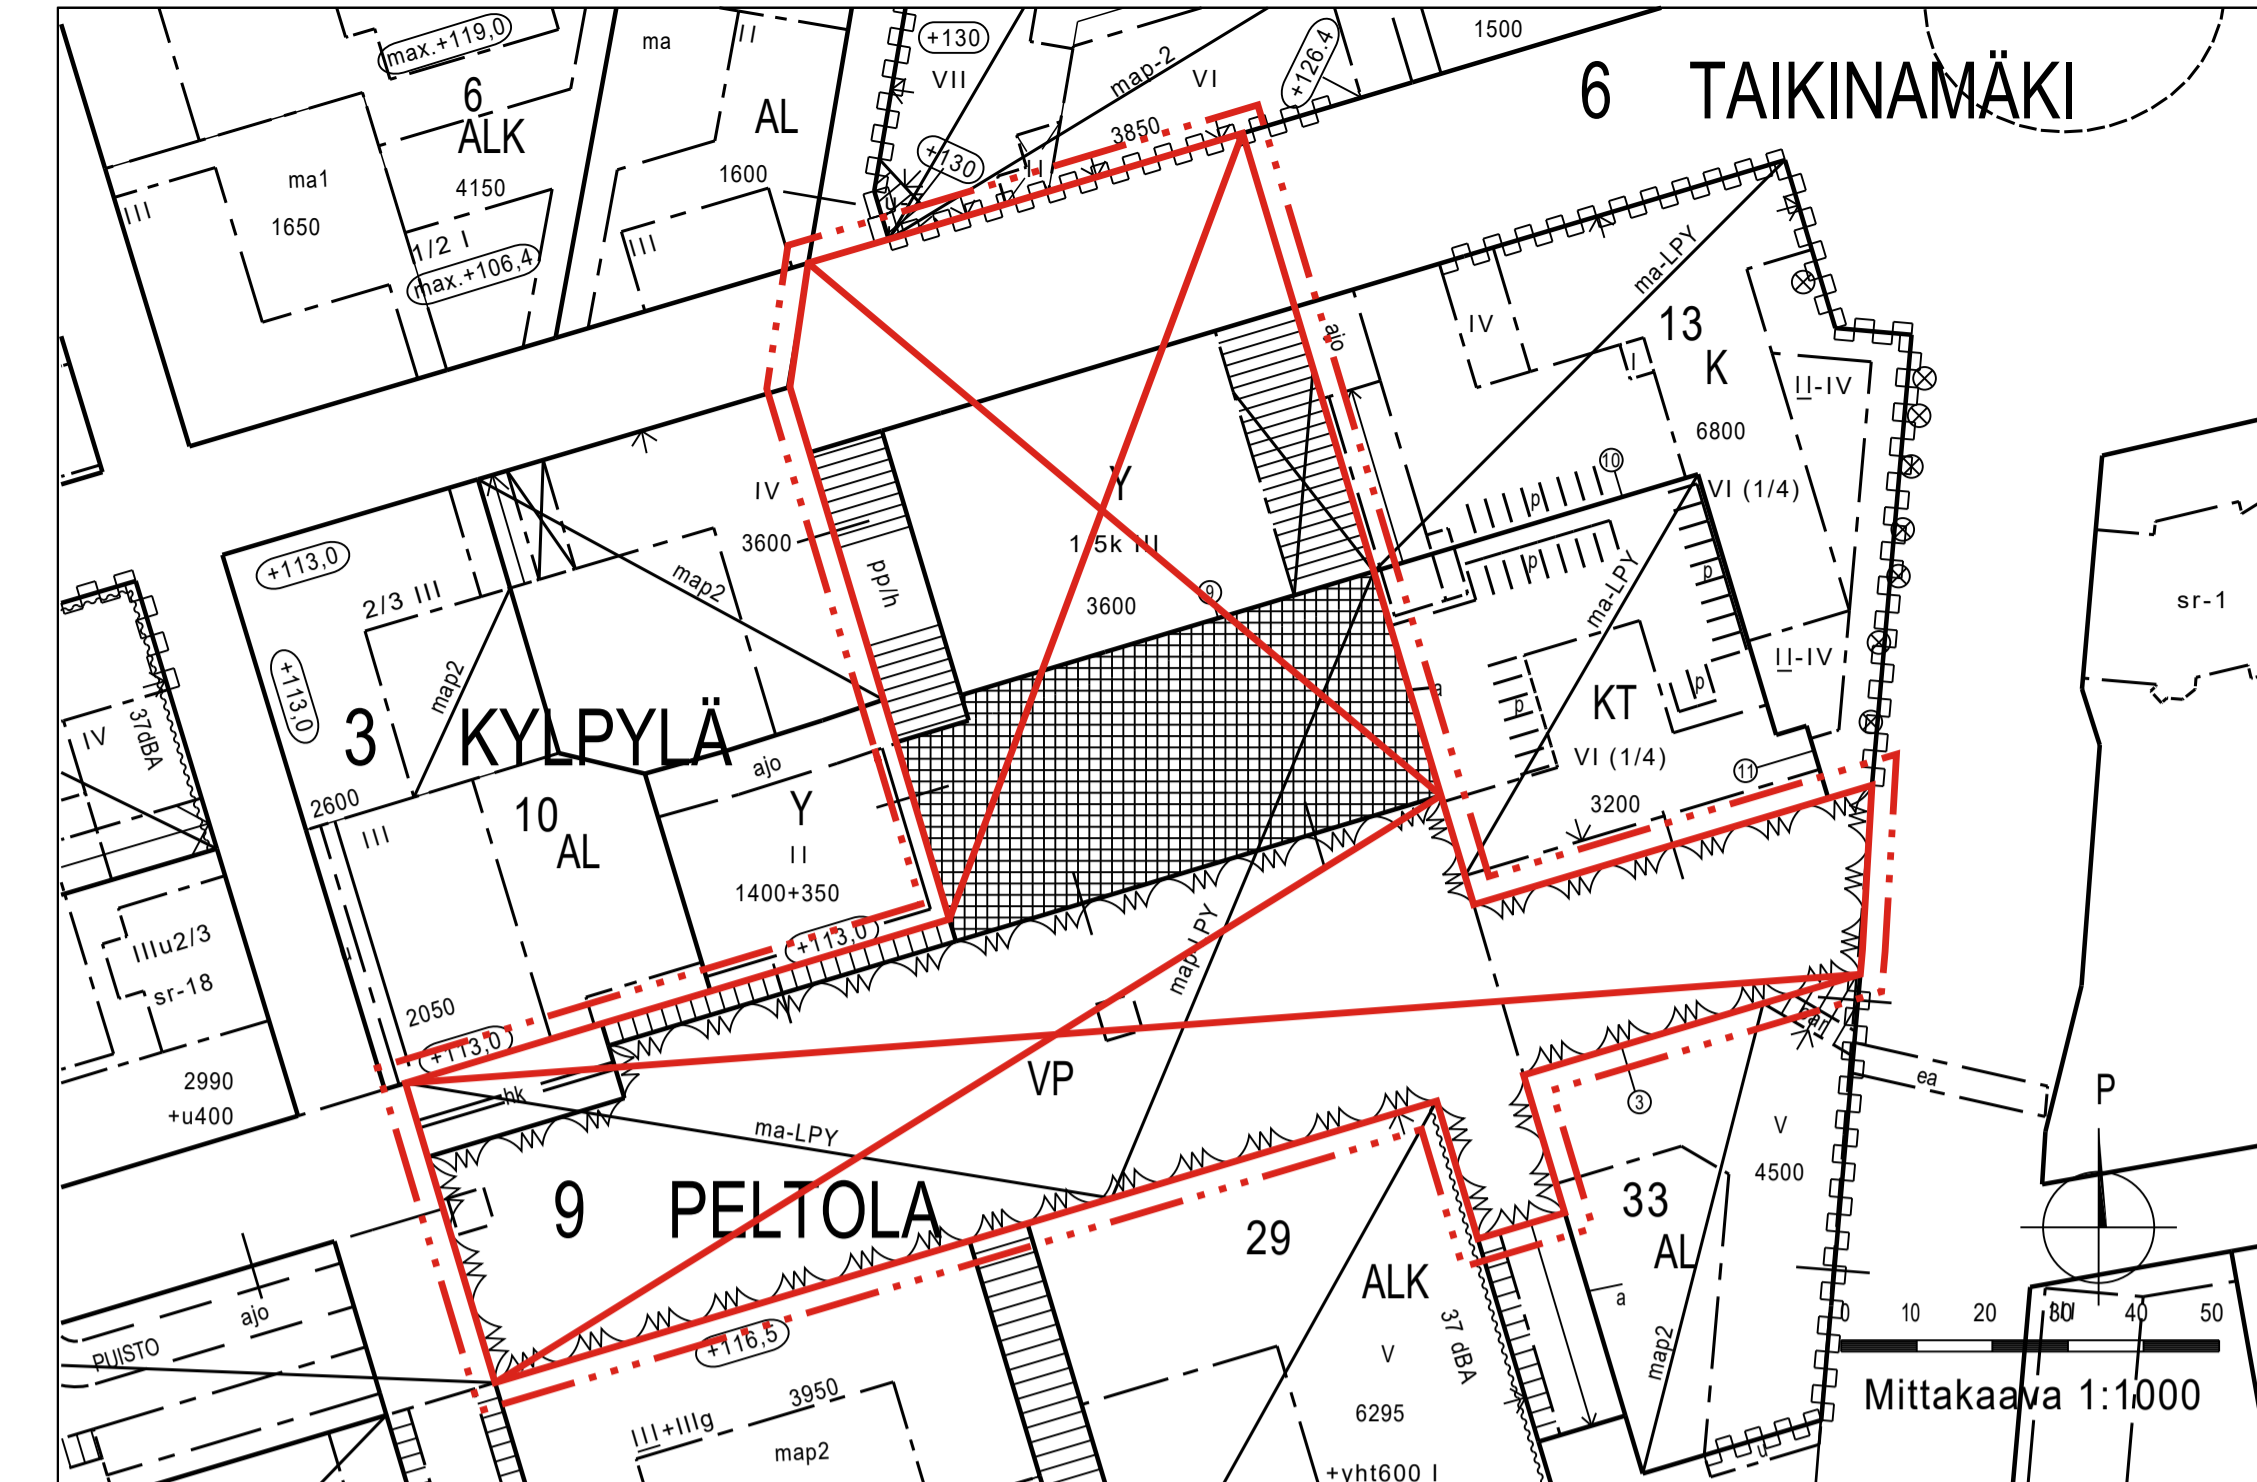 max.+119,0
6
ALK
4150
ma
II
AL
1600
+130
VII
map-2
VI
+126.4
1500
6 TAIKINAMÄKI
3850
+130
II
u
ma1
1650
III
1/2 I
max.+106,4
III
ma-LPY
IV
13
K
6800
II-IV
ajo
I
VI (1/4)
10
p
IV
3600
map2
pp/h
Y
III
3600
9
+113,0
2/3 III
+113,0
map2
p
ma-LPY
p
II-IV
sr-1
IV
37dBA
3 KYLPYLÄ
ajo
a
KT
VI (1/4)
3200
p
p
11
2600
III
10
AL
Y
II
1400+350
+113,0
IIIu2/3
sr-18
2990
+u400
2050
+113,0
hk
map-LPY
VP
ma-LPY
ea
P
3
V
4500
9 PELTOLA
29
33
AL
ALK
V
6295
+yht600 I
37 dBA
a
map2
ajo
PUISTO
+116,5
3950
III+IIIg
map2
0 10 20 30 40 50
III
Mittakaava 1:1000
u